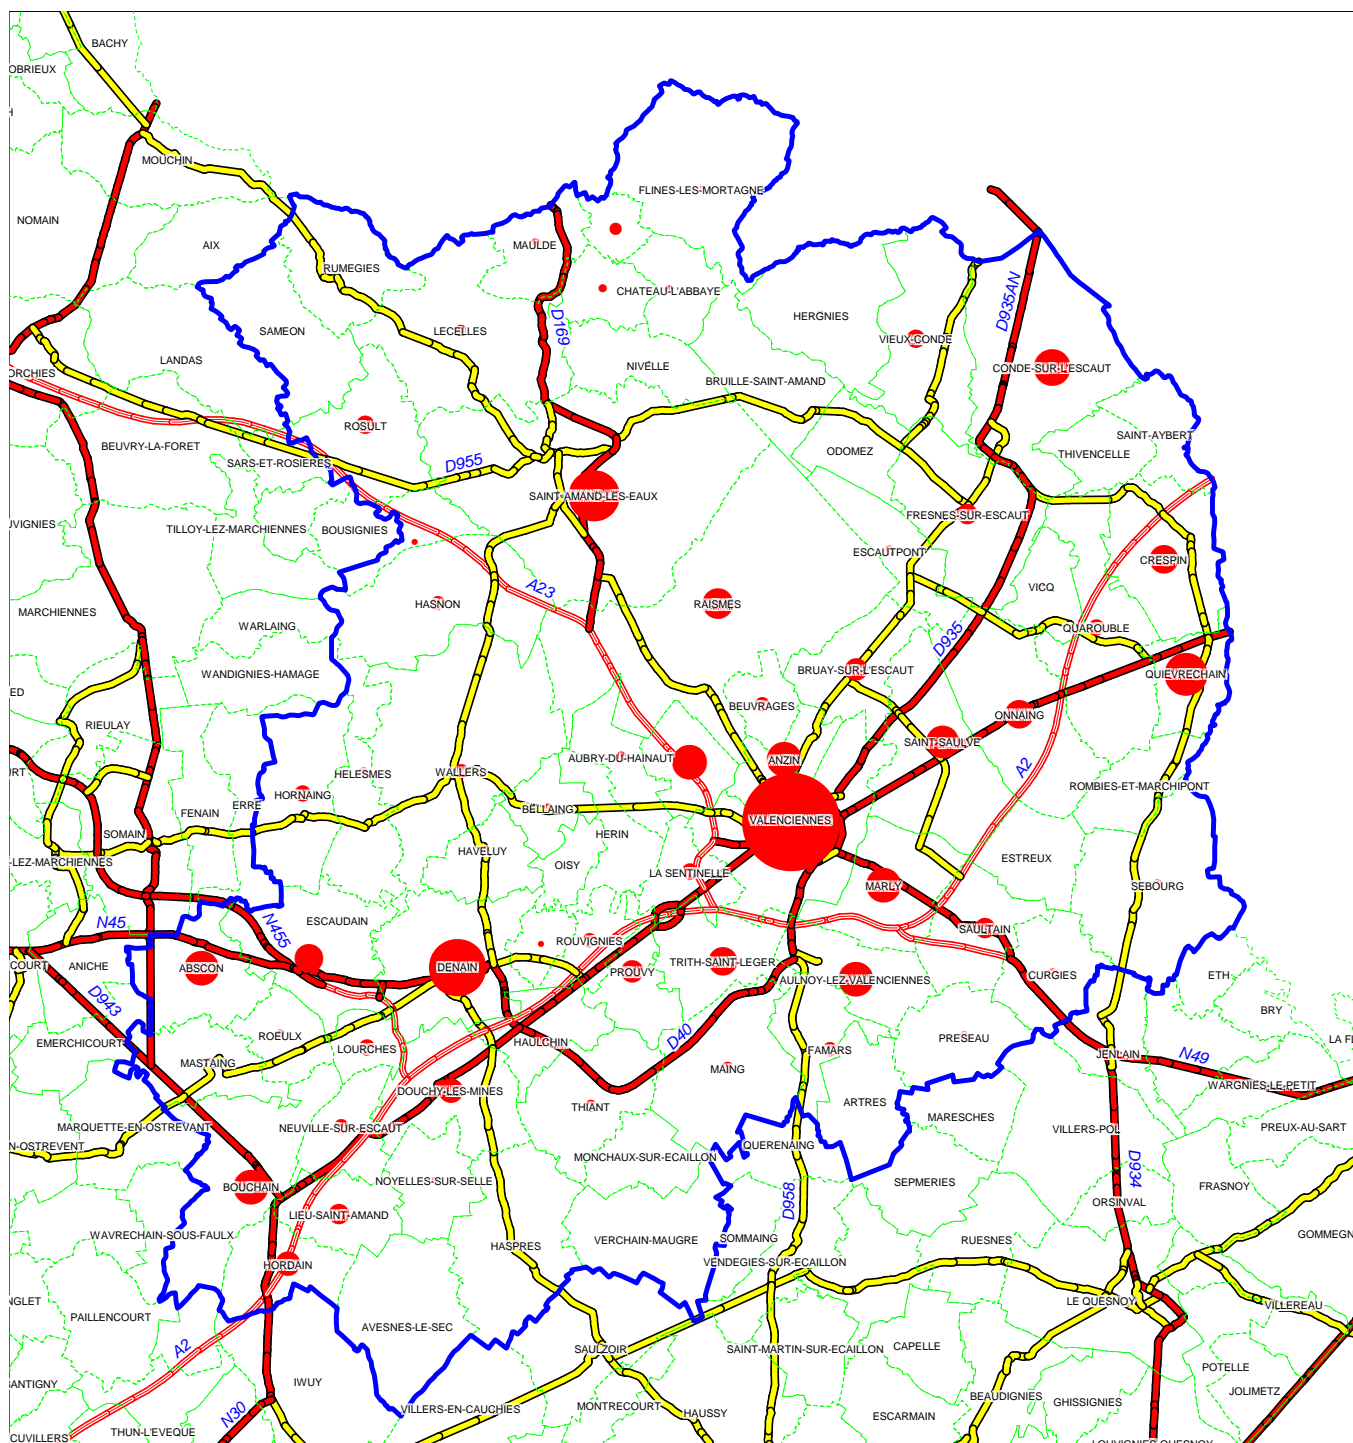 BACHY
OBRIEUX
H
MOUCHIN
FLINES-LES-MORTAGNE
NOMAIN
AIX
MAULDE
RUMEGIES
CHATEAU-L'ABBAYE
D935AN
HERGNIES
SAMEON
LECELLES
D169
VIEUX-CONDE
LANDAS
NIVELLE
CONDE-SUR-L'ESCAUT
ORCHIES
BRUILLE-SAINT-AMAND
ROSULT
SAINT-AYBERT
BEUVRY-LA-FORET
ODOMEZ
THIVENCELLE
SARS-ET-ROSIERES
D955
SAINT-AMAND-LES-EAUX
FRESNES-SUR-ESCAUT
UVIGNIES
TILLOY-LEZ-MARCHIENNES
BOUSIGNIES
ESCAUTPONT
CRESPIN
A23
VICQ
HASNON
RAISMES
MARCHIENNES
WARLAING
QUAROUBLE
D935
WANDIGNIES-HAMAGE
BRUAY-SUR-L'ESCAUT
QUIEVRECHAIN
ED
BEUVRAGES
RIEULAY
ONNAING
SAINT-SAULVE
AUBRY-DU-HAINAUT
ANZIN
URT
HELESMES
WALLERS
A2
HORNAING
ROMBIES-ET-MARCHIPONT
ERRE
FENAIN
BELLAING
VALENCIENNES
SOMAIN
HERIN
HAVELUY
-LEZ-MARCHIENNES
OISY
ESTREUX
LA SENTINELLE
MARLY
SEBOURG
N45
N455
ESCAUDAIN
SAULTAIN
ROUVIGNIES
COURT
ANICHE
ABSCON
DENAIN
PROUVY
TRITH-SAINT-LEGER
CURGIES
ETH
AULNOY-LEZ-VALENCIENNES
D943
BRY
EMERCHICOURT
ROEULX
D40
PRESEAU
LA F
HAULCHIN
LOURCHES
FAMARS
JENLAIN
N49
MASTAING
MAING
DOUCHY-LES-MINES
WARGNIES-LE-PETIT
ARTRES
THIANT
MARESCHES
MARQUETTE-EN-OSTREVANT
NEUVILLE-SUR-ESCAUT
VILLERS-POL
PREUX-AU-SART
N-OSTREVENT
QUERENAING
MONCHAUX-SUR-ECAILLON
D934
NOYELLES-SUR-SELLE
SEPMERIES
BOUCHAIN
FRASNOY
D958
ORSINVAL
LIEU-SAINT-AMAND
WAVRECHAIN-SOUS-FAULX
GOMMEGN
VERCHAIN-MAUGRE
SOMMAING
RUESNES
HASPRES
VENDEGIES-SUR-ECAILLON
HORDAIN
NGLET
LE QUESNOY
VILLEREAU
PAILLENCOURT
AVESNES-LE-SEC
A2
SAULZOIR
SAINT-MARTIN-SUR-ECAILLON
CAPELLE
POTELLE
SANTIGNY
IWUY
JOLIMETZ
BEAUDIGNIES
GHISSIGNIES
N30
VILLERS-EN-CAUCHIES
MONTRECOURT
HAUSSY
ESCARMAIN
THUN-L'EVEQUE
CUVILLERS
LOUVIGNIES-QUESNOY